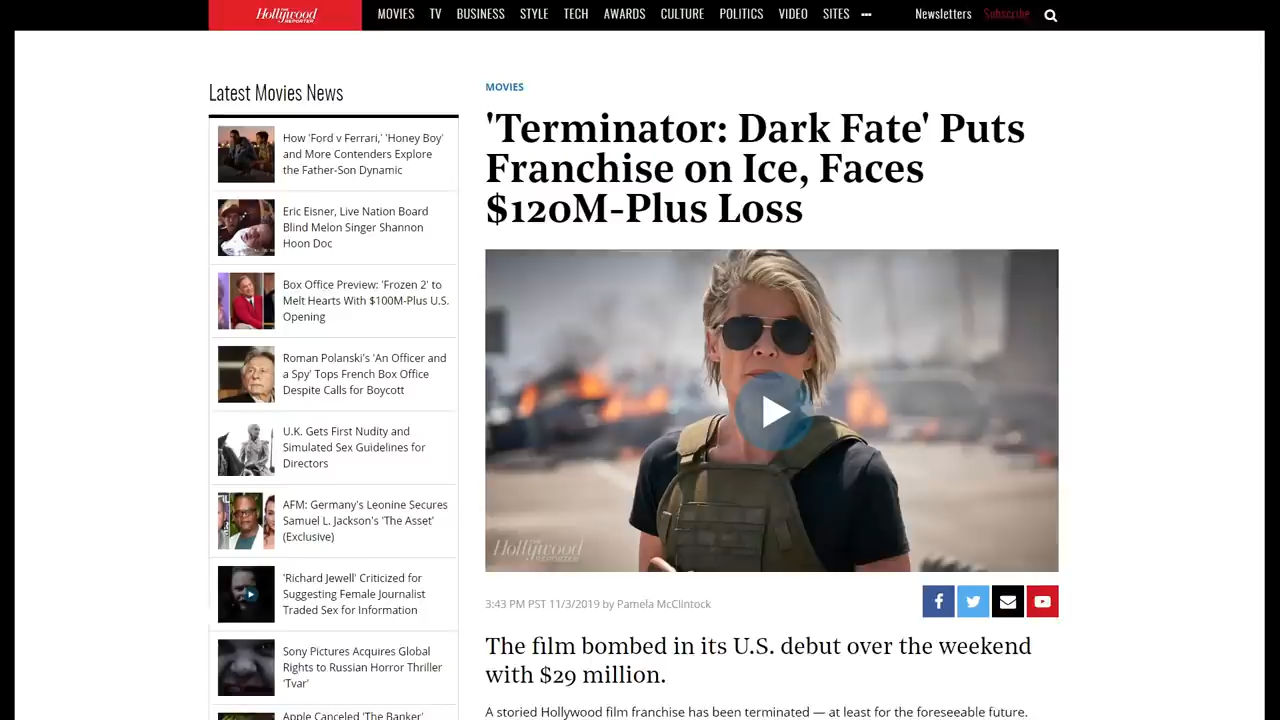 THE
Hollywood
REPORTER
MOVIES TV BUSINESS STYLE TECH AWARDS CULTURE POLITICS VIDEO SITES ••• Newsletters Subscribe
Latest Movies News
How 'Ford v Ferrari,' 'Honey Boy'
and More Contenders Explore
the Father-Son Dynamic
Eric Eisner, Live Nation Board
Blind Melon Singer Shannon
Hoon Doc
Box Office Preview: 'Frozen 2' to
Melt Hearts With $100M-Plus U.S.
Opening
Roman Polanski's 'An Officer and
a Spy' Tops French Box Office
Despite Calls for Boycott
U.K. Gets First Nudity and
Simulated Sex Guidelines for
Directors
AFM: Germany's Leonine Secures
Samuel L. Jackson's 'The Asset'
(Exclusive)
'Richard Jewell' Criticized for
Suggesting Female Journalist
Traded Sex for Information
Sony Pictures Acquires Global
Rights to Russian Horror Thriller
'Tvar'
Apple Canceled 'The Banker'
MOVIES
'Terminator: Dark Fate' Puts
Franchise on Ice, Faces
$120M-Plus Loss
THE
Hollywood
REPORTER
3:43 PM PST 11/3/2019 by Pamela McClintock
The film bombed in its U.S. debut over the weekend
with $29 million.
A storied Hollywood film franchise has been terminated — at least for the foreseeable future.